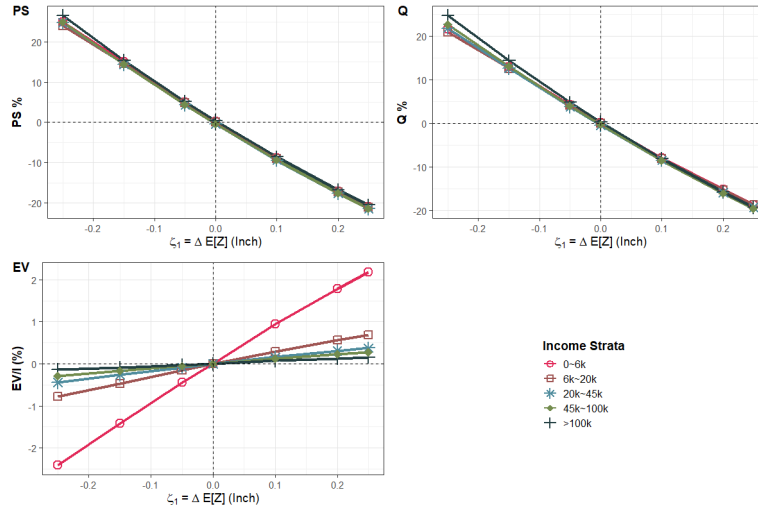 PS
Q
PS %
20
10
0
-10
-20
-0.2
-0.1
0.0
0.1
0.2
ζ₁ = Δ E[Z] (Inch)
Q %
20
10
0
-10
-20
-0.2
-0.1
0.0
0.1
0.2
ζ₁ = Δ E[Z] (Inch)
EV
EV/I (%)
2
1
0
-1
-2
-0.2
-0.1
0.0
0.1
0.2
ζ₁ = Δ E[Z] (Inch)
Income Strata
0~6k
6k~20k
20k~45k
45k~100k
>100k